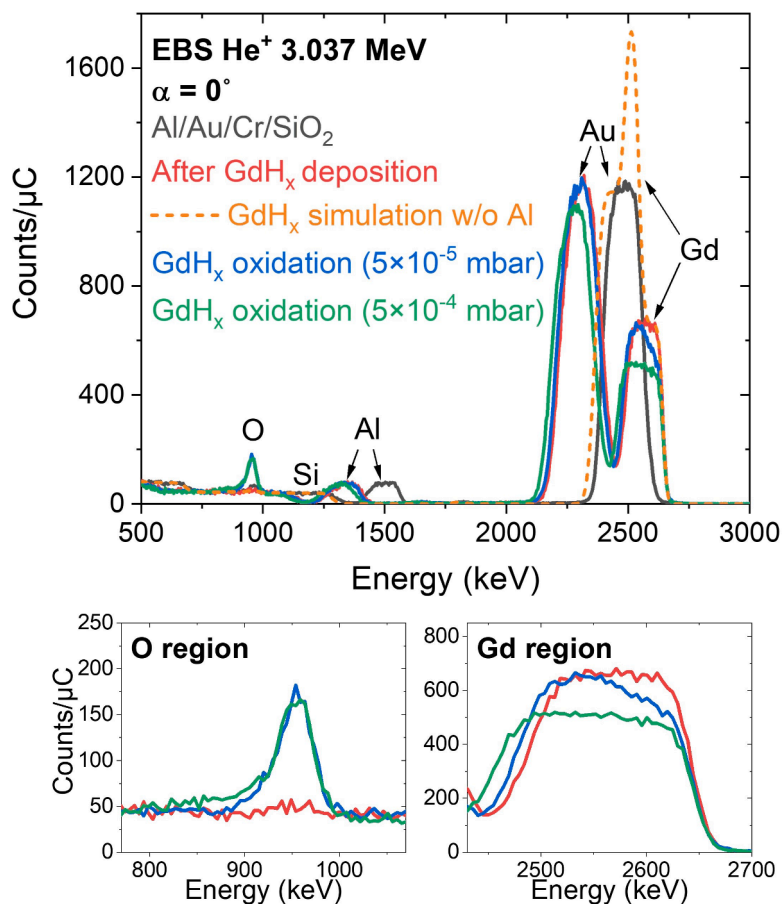 EBS He⁺ 3.037 MeV
α = 0°
Al/Au/Cr/SiO₂
After GdHₓ deposition
GdHₓ simulation w/o Al
GdHₓ oxidation (5×10⁻⁵ mbar)
GdHₓ oxidation (5×10⁻⁴ mbar)
Au
Gd
O
Si
Al
Counts/μC
0
400
800
1200
1600
500
1000
1500
2000
2500
3000
Energy (keV)
O region
Counts/μC
250
200
150
100
50
0
800
900
1000
Energy (keV)
Gd region
800
600
400
200
0
2500
2600
2700
Energy (keV)